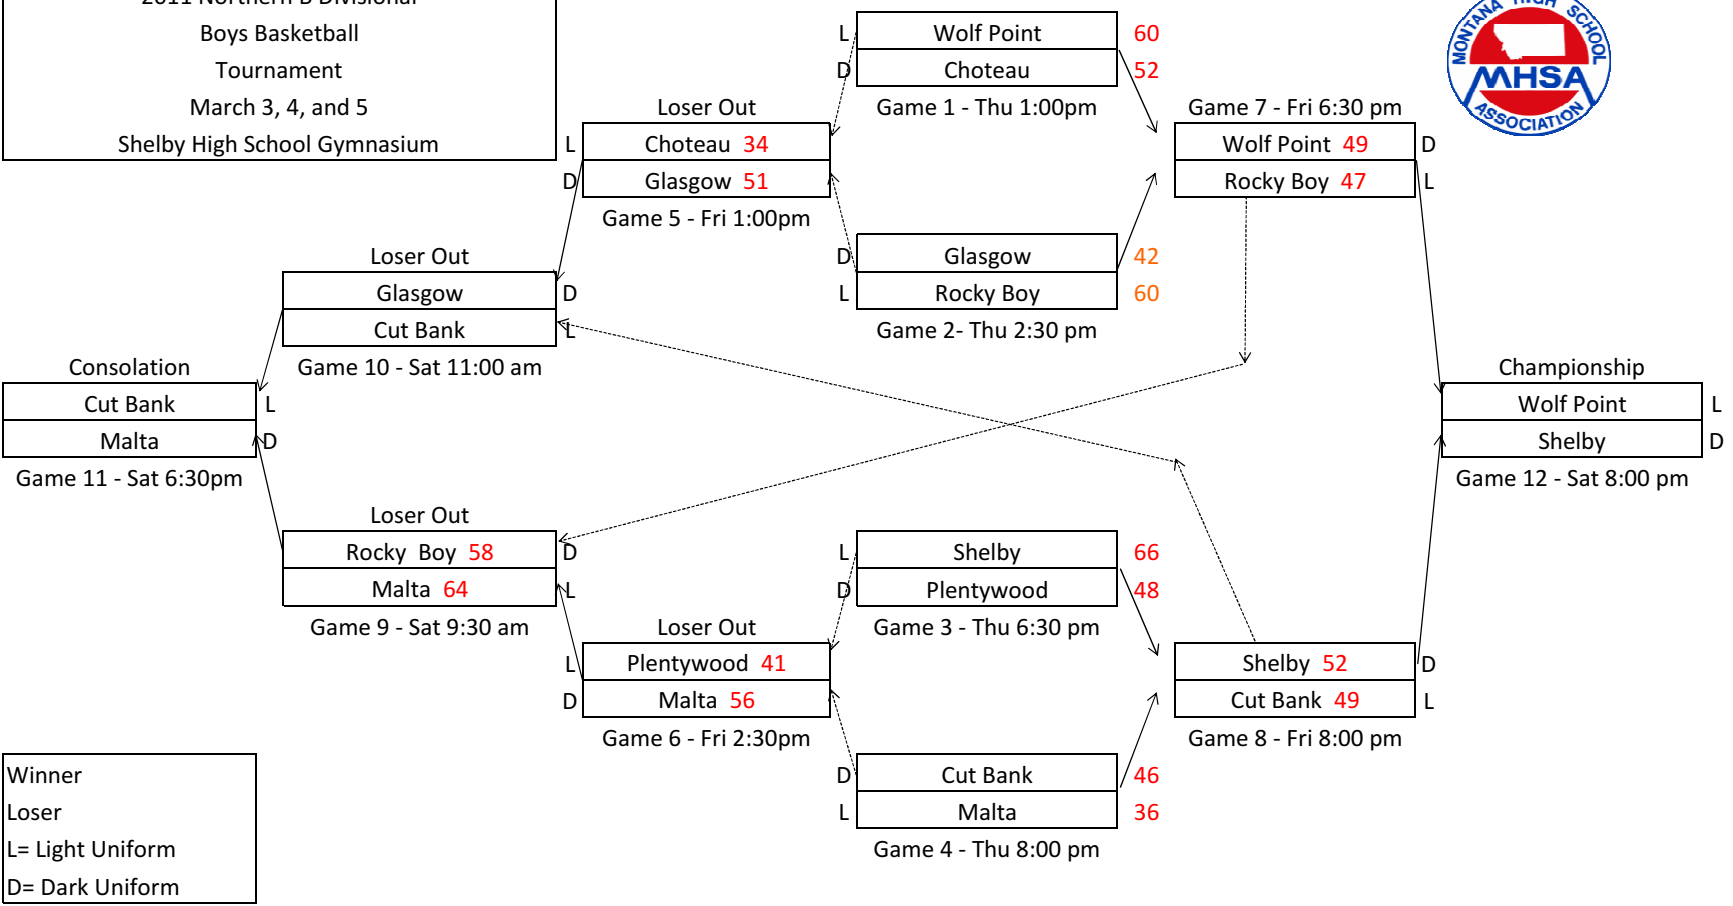 2011 Northern B Divisional
Boys Basketball
Tournament
March 3, 4, and 5
Shelby High School Gymnasium
MONTANA HIGH SCHOOL
MHSA
ASSOCIATION
L Wolf Point 60
D Choteau 52
Game 1 - Thu 1:00pm
Loser Out
L Choteau 34
D Glasgow 51
Game 5 - Fri 1:00pm
Game 7 - Fri 6:30 pm
Wolf Point 49 D
Rocky Boy 47 L
D Glasgow 42
L Rocky Boy 60
Game 2- Thu 2:30 pm
Loser Out
Glasgow D
Cut Bank L
Game 10 - Sat 11:00 am
Consolation
Cut Bank L
Malta D
Game 11 - Sat 6:30pm
Championship
Wolf Point L
Shelby D
Game 12 - Sat 8:00 pm
Loser Out
Rocky  Boy 58 D
Malta 64 L
Game 9 - Sat 9:30 am
L Shelby 66
D Plentywood 48
Game 3 - Thu 6:30 pm
Loser Out
L Plentywood 41
D Malta 56
Game 6 - Fri 2:30pm
Shelby 52 D
Cut Bank 49 L
Game 8 - Fri 8:00 pm
D Cut Bank 46
L Malta 36
Game 4 - Thu 8:00 pm
Winner
Loser
L= Light Uniform
D= Dark Uniform